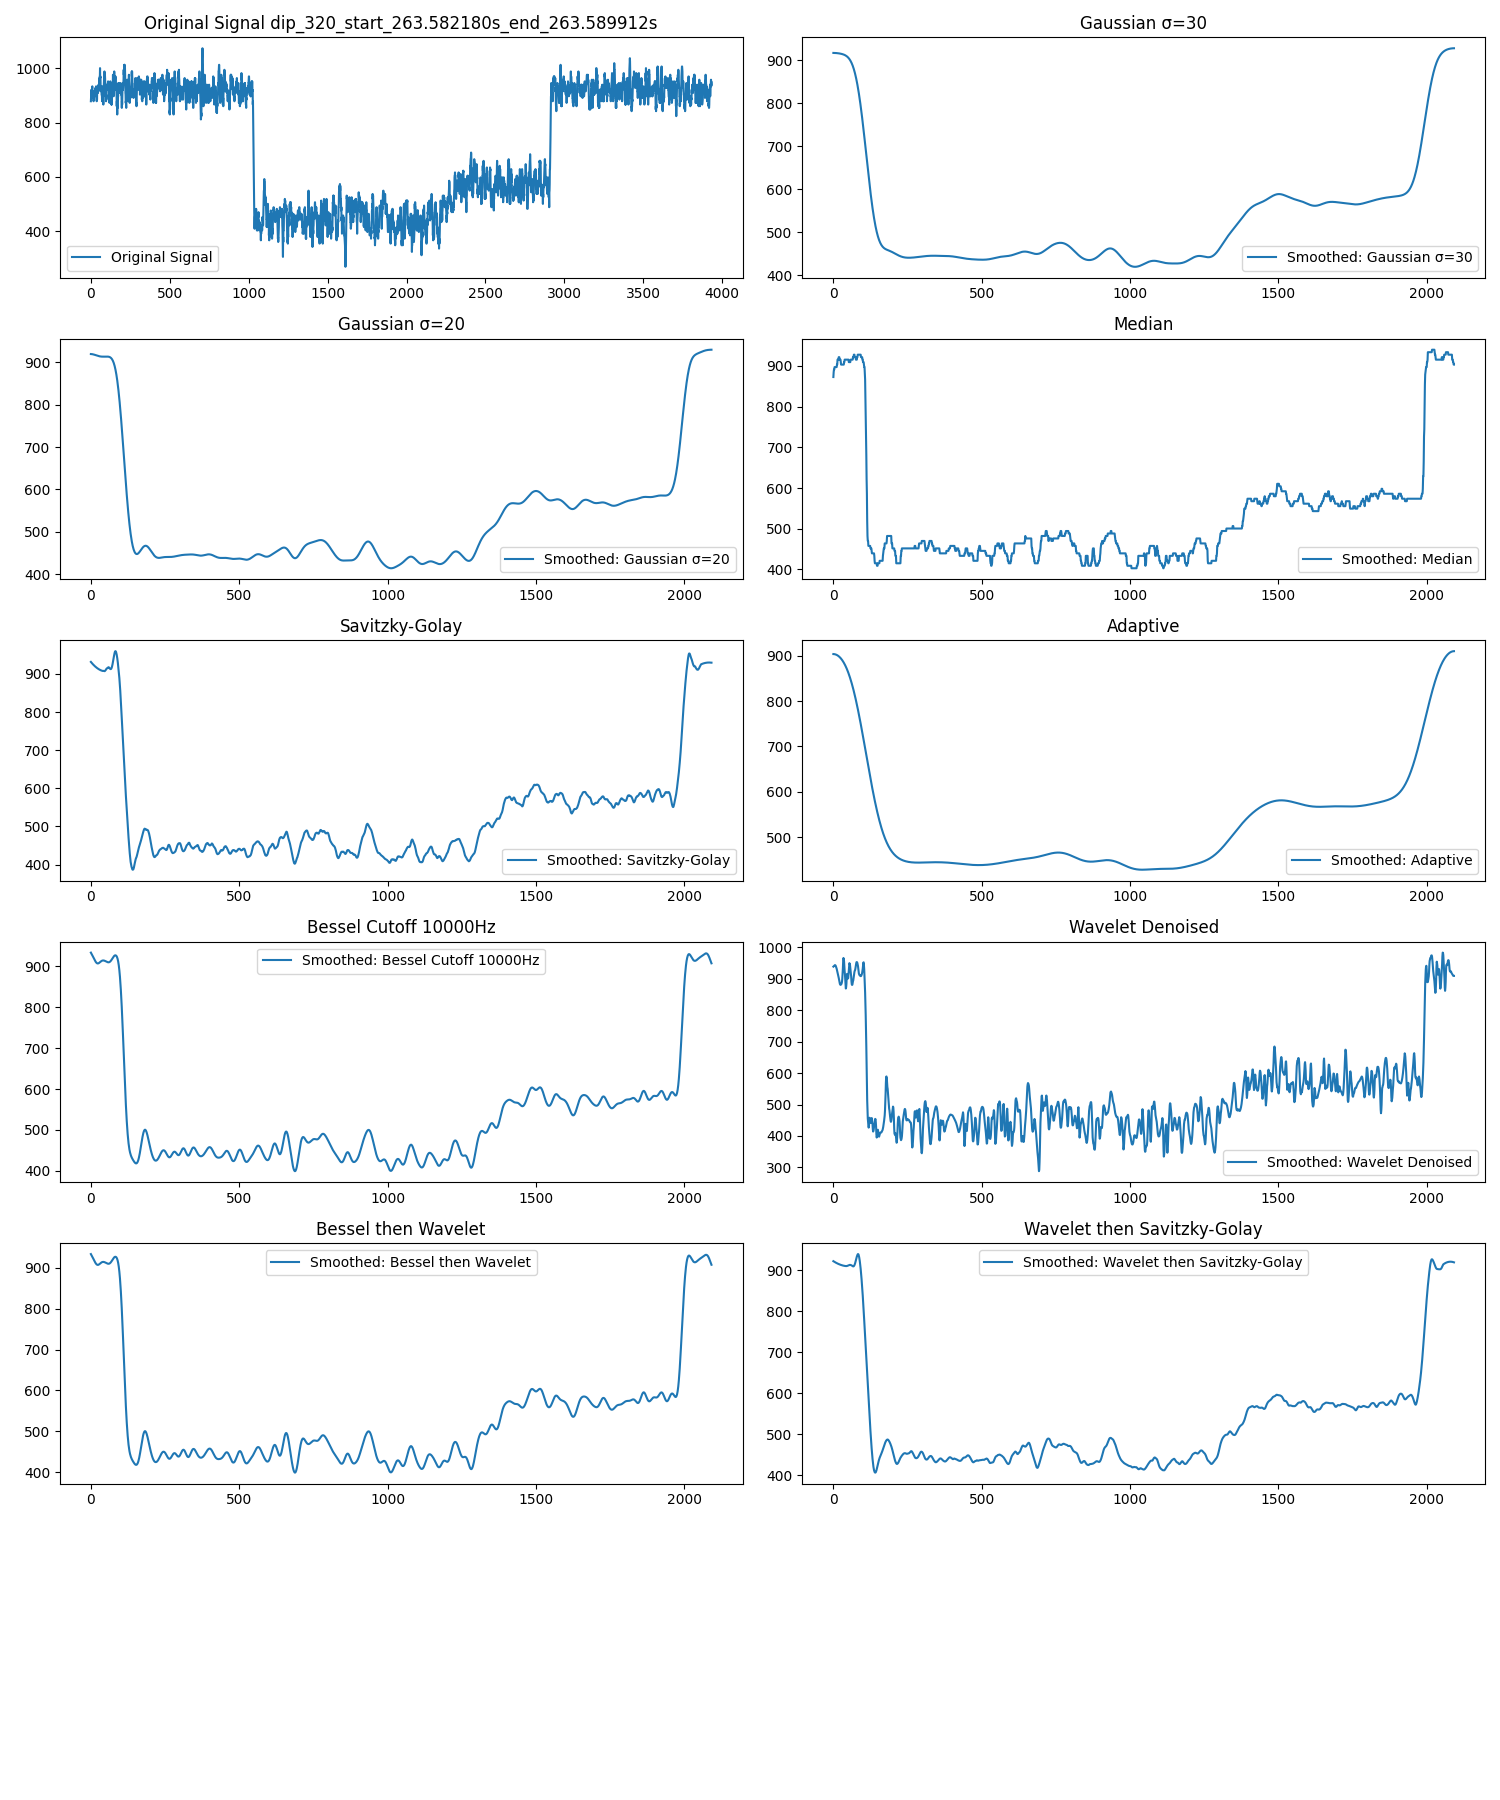 Original Signal dip_320_start_263.582180s_end_263.589912s
1000
800
600
400
Original Signal
0 500 1000 1500 2000 2500 3000 3500 4000
Gaussian σ=30
900
800
700
600
500
400
Smoothed: Gaussian σ=30
0 500 1000 1500 2000
Gaussian σ=20
900
800
700
600
500
400
Smoothed: Gaussian σ=20
0 500 1000 1500 2000
Median
900
800
700
600
500
400
Smoothed: Median
0 500 1000 1500 2000
Savitzky-Golay
900
800
700
600
500
400
Smoothed: Savitzky-Golay
0 500 1000 1500 2000
Adaptive
900
800
700
600
500
Smoothed: Adaptive
0 500 1000 1500 2000
Bessel Cutoff 10000Hz
Smoothed: Bessel Cutoff 10000Hz
900
800
700
600
500
400
0 500 1000 1500 2000
Wavelet Denoised
1000
900
800
700
600
500
400
300
Smoothed: Wavelet Denoised
0 500 1000 1500 2000
Bessel then Wavelet
Smoothed: Bessel then Wavelet
900
800
700
600
500
400
0 500 1000 1500 2000
Wavelet then Savitzky-Golay
Smoothed: Wavelet then Savitzky-Golay
900
800
700
600
500
400
0 500 1000 1500 2000